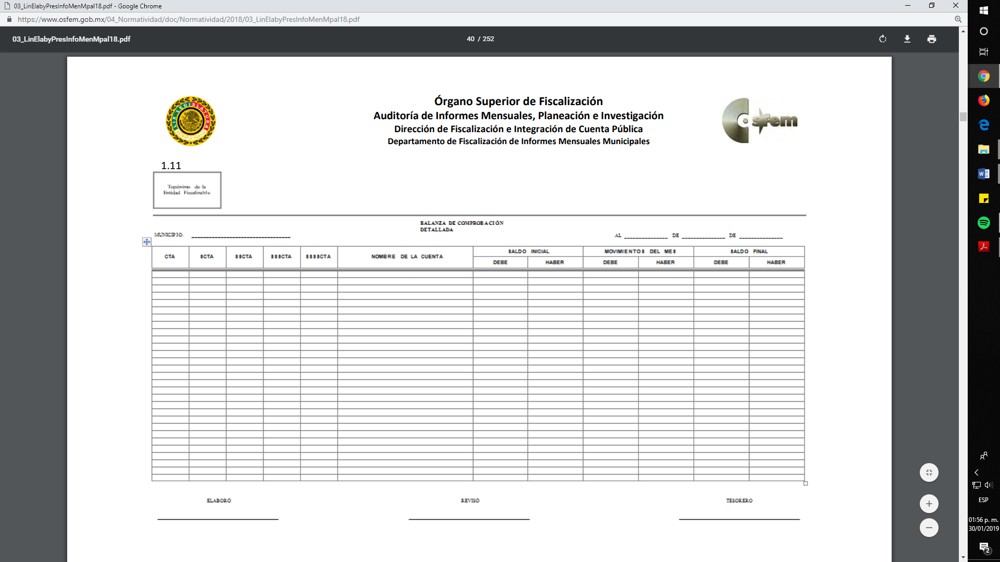 03_LinElabyPresInfoMenMpal18.pdf - Google Chrome
https://www.osfem.gob.mx/04_Normatividad/doc/Normatividad/2018/03_LinElabyPresInfoMenMpal18.pdf
03_LinElabyPresInfoMenMpal18.pdf
40 / 252
Órgano Superior de Fiscalización
Auditoría de Informes Mensuales, Planeación e Investigación
Dirección de Fiscalización e Integración de Cuenta Pública
Departamento de Fiscalización de Informes Mensuales Municipales
LIX LEGISLATURA
osfem
1.11
Topónimo de la
Entidad Fiscalizable
BALANZA DE COMPROBACIÓN
DETALLADA
MUNICIPIO: AL DE DE
CTA SCTA SSCTA SSSCTA SSSSCTA NOMBRE DE LA CUENTA SALDO INICIAL MOVIMIENTOS DEL MES SALDO FINAL
DEBE HABER DEBE HABER DEBE HABER
ELABORÓ REVISÓ TESORERO
ESP
01:56 p. m.
30/01/2019
2